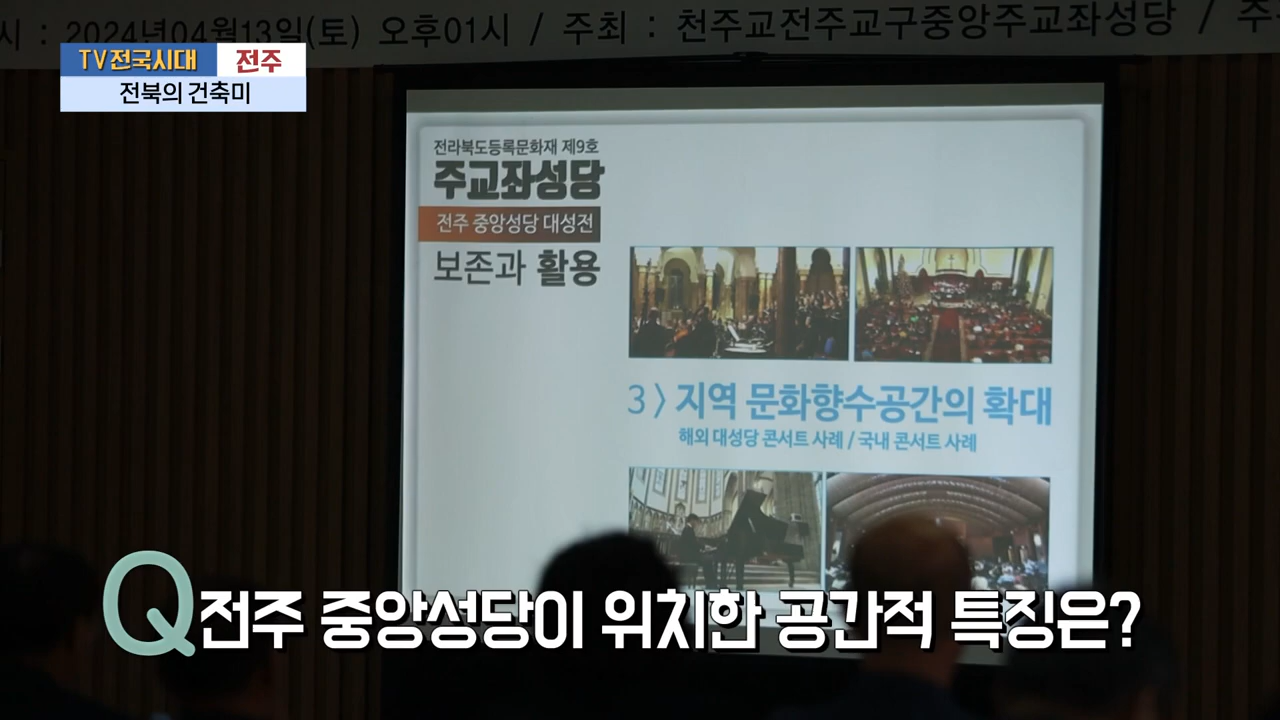 시 : 2024년04월13일(토) 오후01시 / 주최 : 천주교전주교구중앙주교좌성당 /
TV전국시대 전주
전북의 건축미
전라북도등록문화재 제9호
주교좌성당
전주 중앙성당 대성전
보존과 활용
3 〉 지역 문화향수공간의 확대
해외 대성당 콘서트 사례 / 국내 콘서트 사례
Q 전주 중앙성당이 위치한 공간적 특징은?